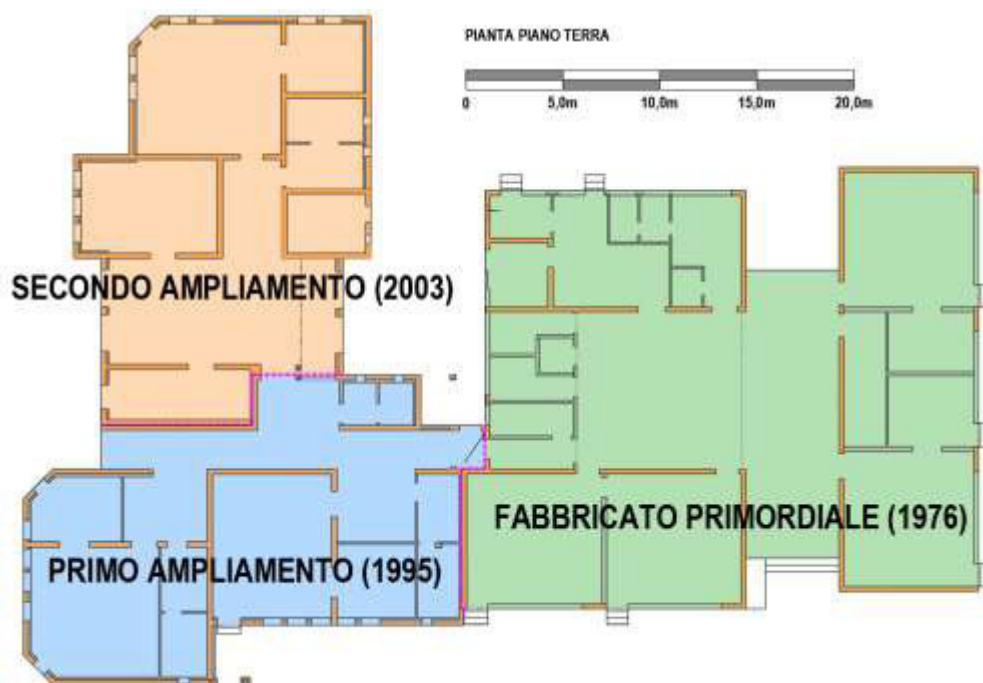 PIANTA PIANO TERRA
0 5,0m 10,0m 15,0m 20,0m
SECONDO AMPLIAMENTO (2003)
FABBRICATO PRIMORDIALE (1976)
PRIMO AMPLIAMENTO (1995)